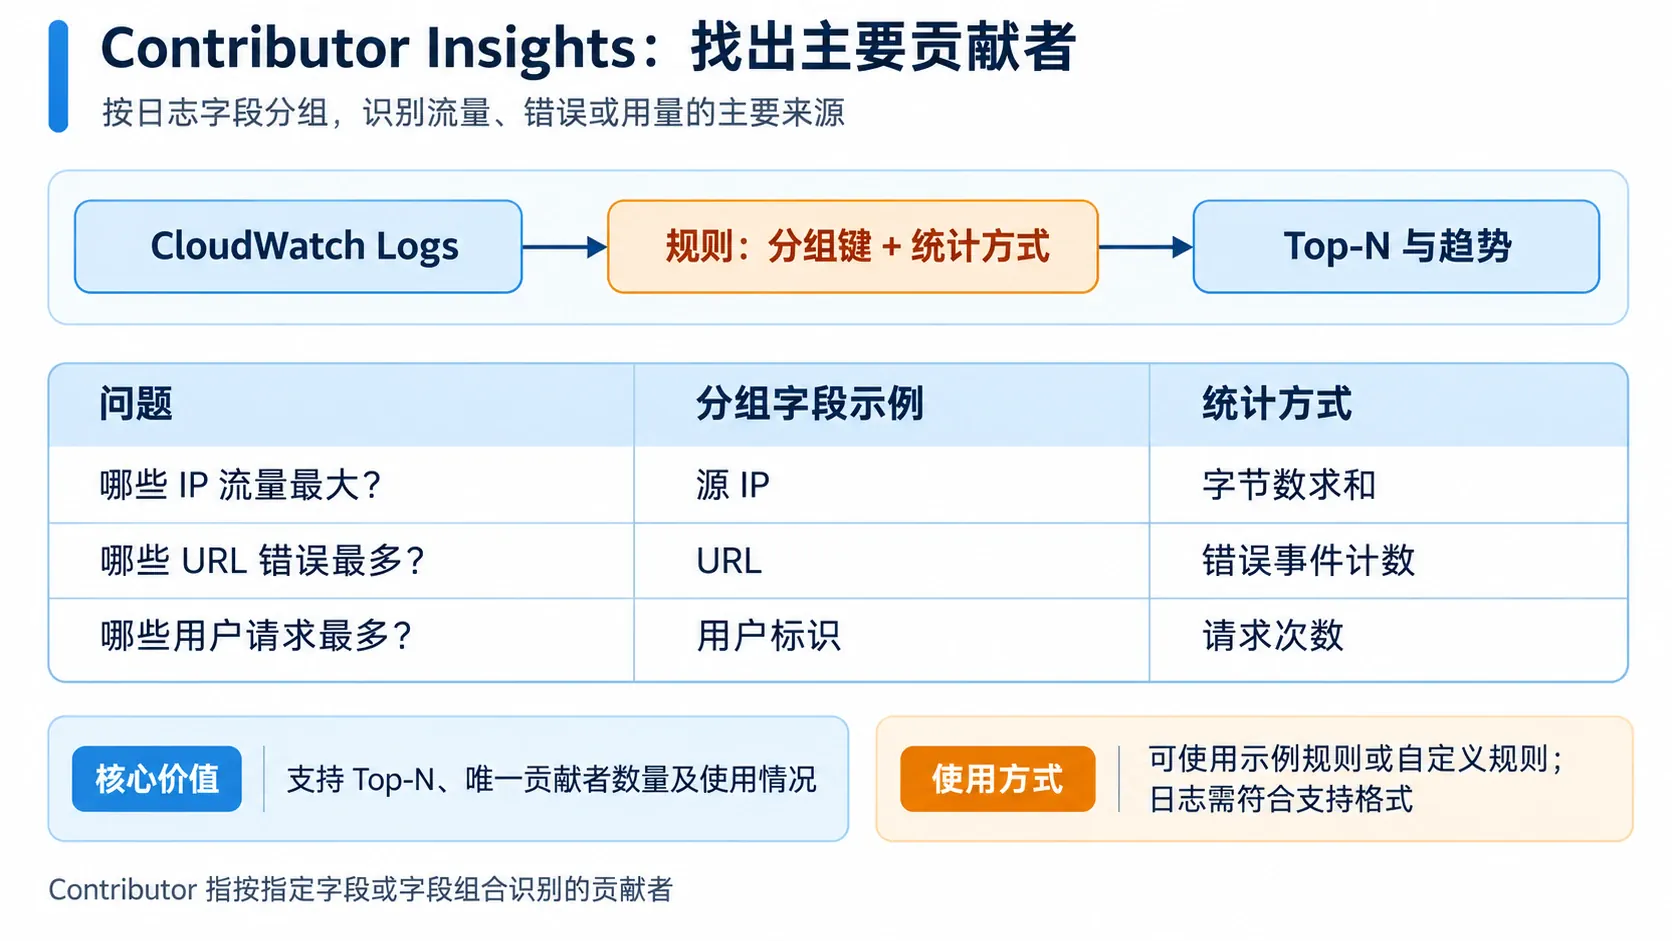 Contributor Insights：找出主要贡献者
按日志字段分组，识别流量、错误或用量的主要来源
CloudWatch Logs
规则：分组键 + 统计方式
Top-N 与趋势
问题
分组字段示例
统计方式
哪些 IP 流量最大？
源 IP
字节数求和
哪些 URL 错误最多？
URL
错误事件计数
哪些用户请求最多？
用户标识
请求次数
核心价值
支持 Top-N、唯一贡献者数量及使用情况
使用方式
可使用示例规则或自定义规则；
日志需符合支持格式
Contributor 指按指定字段或字段组合识别的贡献者